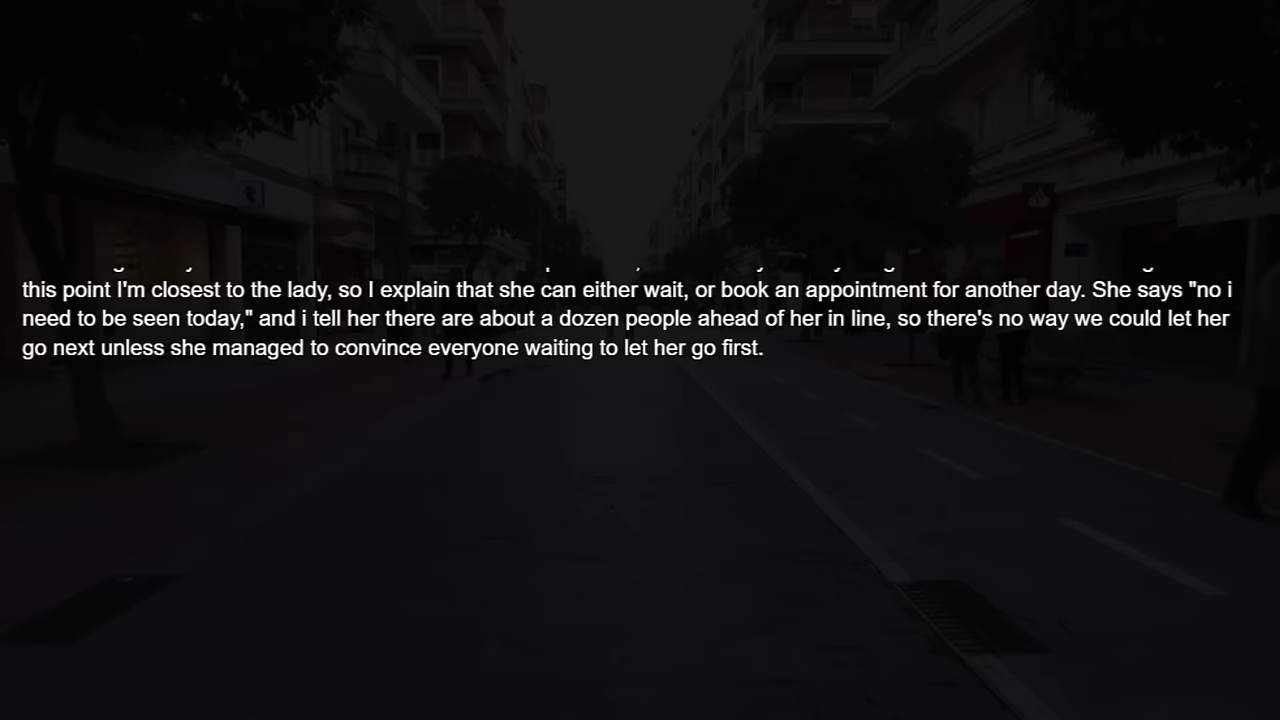 this point I'm closest to the lady, so I explain that she can either wait, or book an appointment for another day. She says "no i
need to be seen today," and i tell her there are about a dozen people ahead of her in line, so there's no way we could let her
go next unless she managed to convince everyone waiting to let her go first.